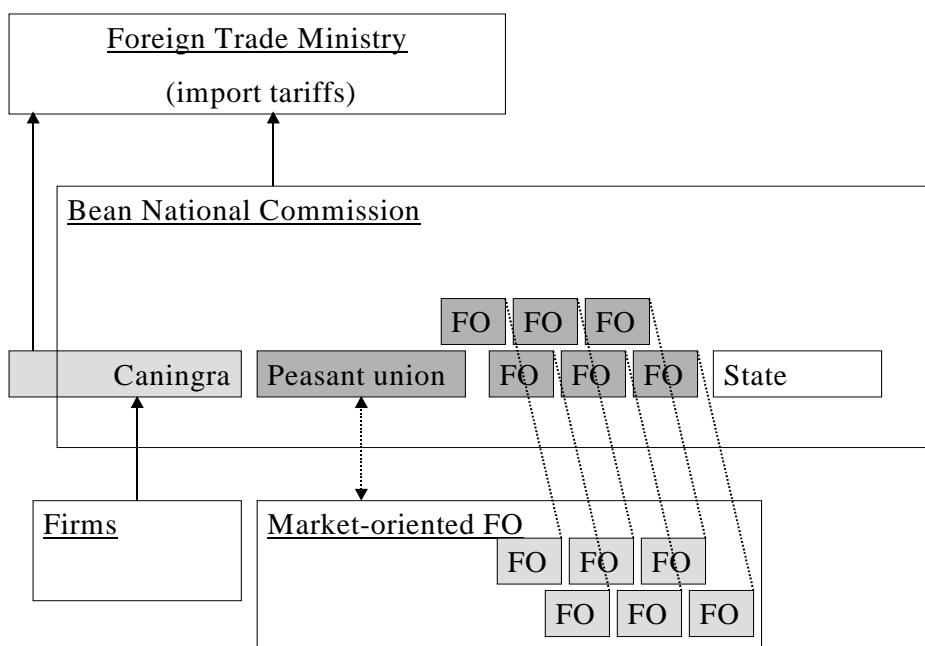 Foreign Trade Ministry
(import tariffs)
Bean National Commission
FO FO FO
Caningra Peasant union FO FO FO State
Firms Market-oriented FO
FO FO FO
FO FO FO